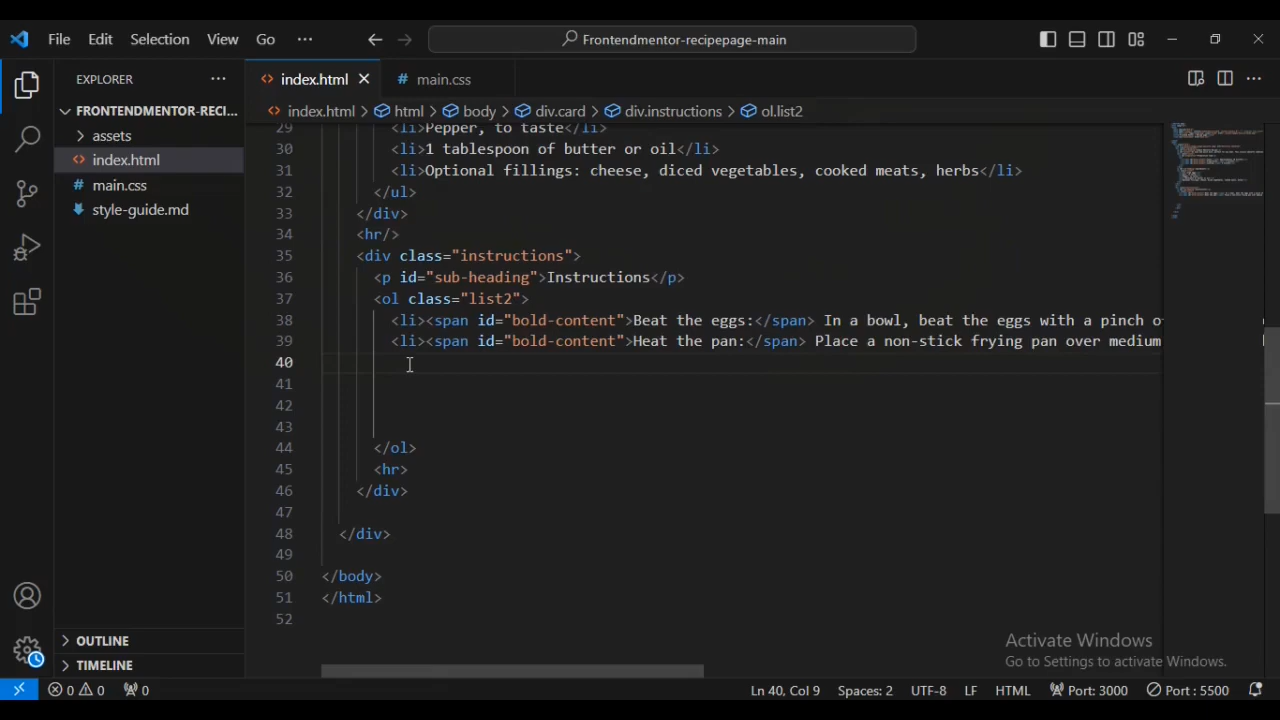 File Edit Selection View Go ··· Frontendmentor-recipepage-main
EXPLORER ···
index.html
main.css
FRONTENDMENTOR-RECI...
index.html > html > body > div.card > div.instructions > ol.list2
assets
index.html
main.css
style-guide.md
29 <li>Pepper, to taste</li>
30 <li>1 tablespoon of butter or oil</li>
31 <li>Optional fillings: cheese, diced vegetables, cooked meats, herbs</li>
32 </ul>
33 </div>
34 <hr/>
35 <div class="instructions">
36 <p id="sub-heading">Instructions</p>
37 <ol class="list2">
38 <li><span id="bold-content">Beat the eggs:</span> In a bowl, beat the eggs with a pinch o
39 <li><span id="bold-content">Heat the pan:</span> Place a non-stick frying pan over medium
40
41
42
43
44 </ol>
45 <hr>
46 </div>
47
48 </div>
49
50 </body>
51 </html>
52
OUTLINE
TIMELINE
Activate Windows
Go to Settings to activate Windows.
0 0 0 Ln 40, Col 9 Spaces: 2 UTF-8 LF HTML Port: 3000 Port : 5500